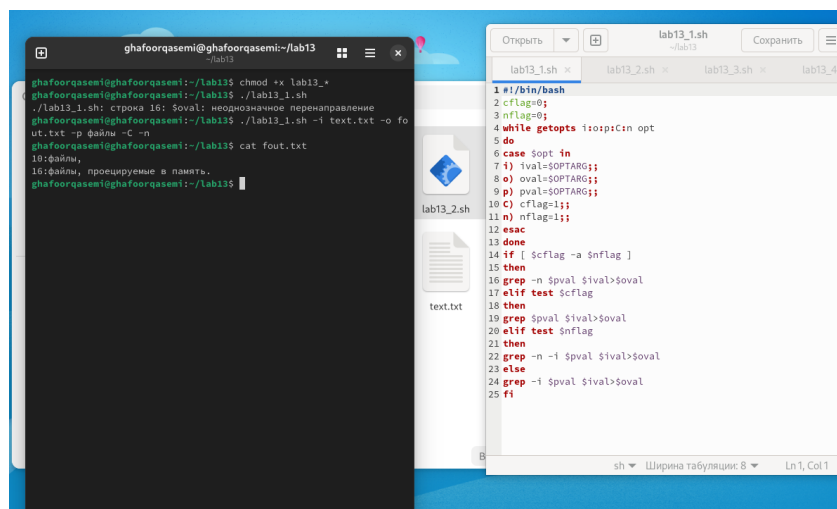 ghafoorqasemi@ghafoorqasemi:~/lab13
~/lab13
ghafoorqasemi@ghafoorqasemi:~/lab13$ chmod +x lab13_*
ghafoorqasemi@ghafoorqasemi:~/lab13$ ./lab13_1.sh
./lab13_1.sh: строка 16: $oval: неоднозначное перенаправление
ghafoorqasemi@ghafoorqasemi:~/lab13$ ./lab13_1.sh -i text.txt -o fo
ut.txt -p файлы -C -n
ghafoorqasemi@ghafoorqasemi:~/lab13$ cat fout.txt
10:файлы,
16:файлы, проецируемые в память.
ghafoorqasemi@ghafoorqasemi:~/lab13$
lab13_2.sh
text.txt
В
Открыть
lab13_1.sh
~/lab13
Сохранить
lab13_1.sh × lab13_2.sh × lab13_3.sh × lab13_4
1 #!/bin/bash
2 cflag=0;
3 nflag=0;
4 while getopts i:o:p:C:n opt
5 do
6 case $opt in
7 i) ival=$OPTARG;;
8 o) oval=$OPTARG;;
9 p) pval=$OPTARG;;
10 C) cflag=1;;
11 n) nflag=1;;
12 esac
13 done
14 if [ $cflag -a $nflag ]
15 then
16 grep -n $pval $ival>$oval
17 elif test $cflag
18 then
19 grep $pval $ival>$oval
20 elif test $nflag
21 then
22 grep -n -i $pval $ival>$oval
23 else
24 grep -i $pval $ival>$oval
25 fi
sh Ширина табуляции: 8 Ln 1, Col 1